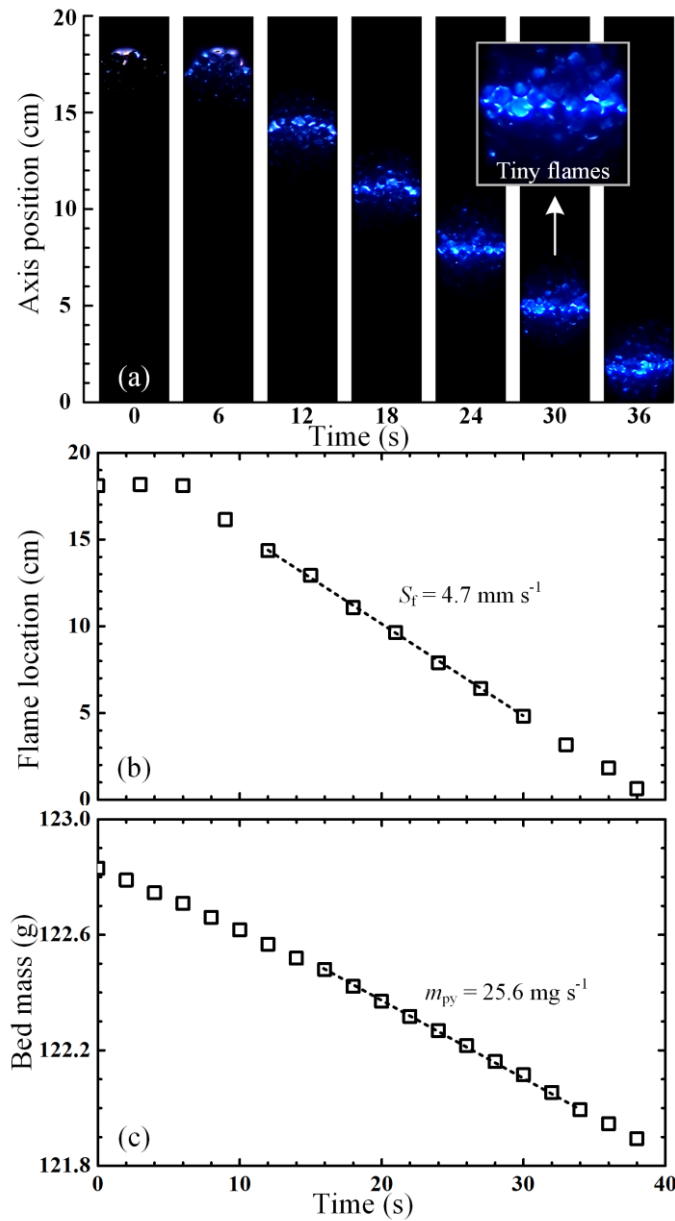 20
15
10
5
0
Axis position (cm)
Tiny flames
(a)
0 6 12 18 24 30 36
Time (s)
20
15
10
5
0
Flame location (cm)
S_f = 4.7 mm s⁻¹
(b)
123.0
122.6
122.2
121.8
Bed mass (g)
m_py = 25.6 mg s⁻¹
(c)
0 10 20 30 40
Time (s)